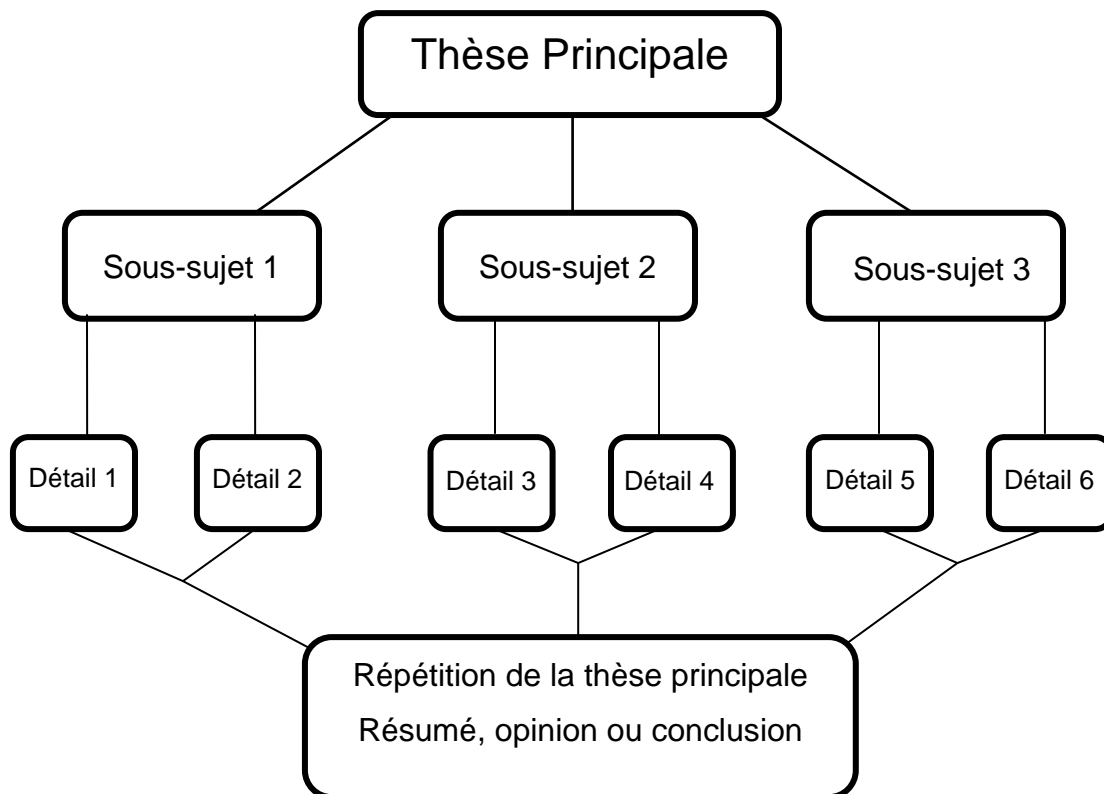 Thèse Principale
Sous-sujet 1
Sous-sujet 2
Sous-sujet 3
Détail 1
Détail 2
Détail 3
Détail 4
Détail 5
Détail 6
Répétition de la thèse principale
Résumé, opinion ou conclusion